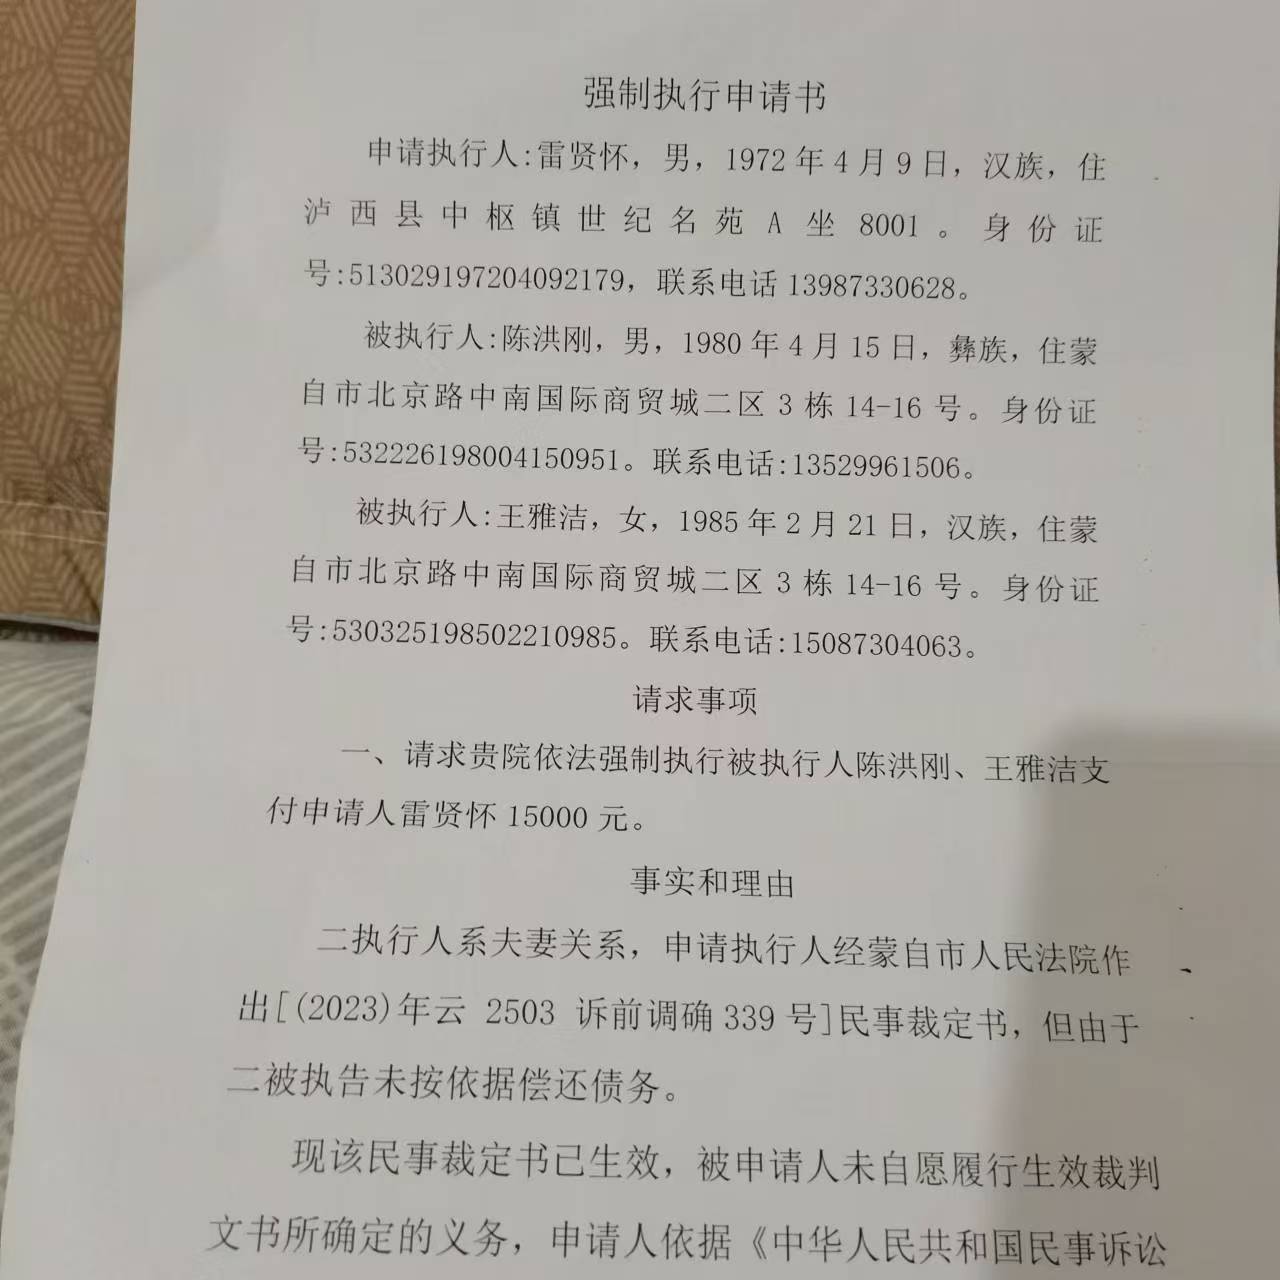 强制执行申请书
申请执行人:雷贤怀，男，1972年4月9日，汉族，住
泸西县中枢镇世纪名苑A坐8001。身份证
号:513029197204092179，联系电话13987330628。
被执行人:陈洪刚，男，1980年4月15日，彝族，住蒙
自市北京路中南国际商贸城二区3栋14-16号。身份证
号:532226198004150951。联系电话:13529961506。
被执行人:王雅洁，女，1985年2月21日，汉族，住蒙
自市北京路中南国际商贸城二区3栋14-16号。身份证
号:530325198502210985。联系电话:15087304063。
请求事项
一、请求贵院依法强制执行被执行人陈洪刚、王雅洁支
付申请人雷贤怀15000元。
事实和理由
二执行人系夫妻关系，申请执行人经蒙自市人民法院作
出[(2023)年云 2503 诉前调确339号]民事裁定书，但由于
二被执告未按依据偿还债务。
现该民事裁定书已生效，被申请人未自愿履行生效裁判
文书所确定的义务，申请人依据《中华人民共和国民事诉讼